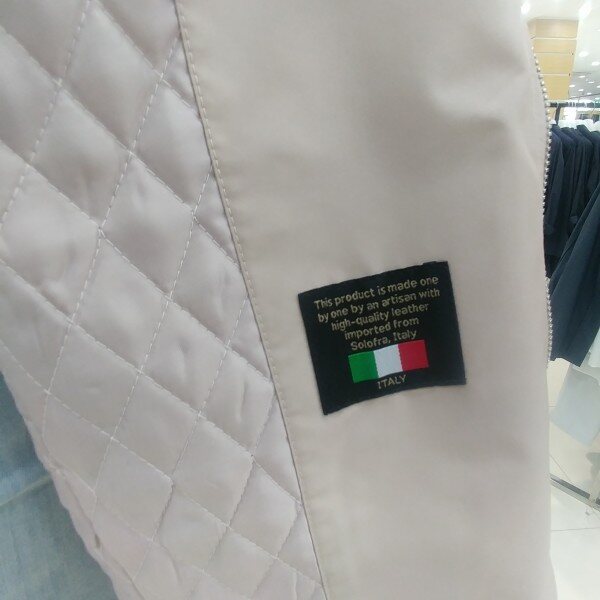 This product is made one
by one by an artisan with
high-quality leather
imported from
Solofra, Italy
ITALY